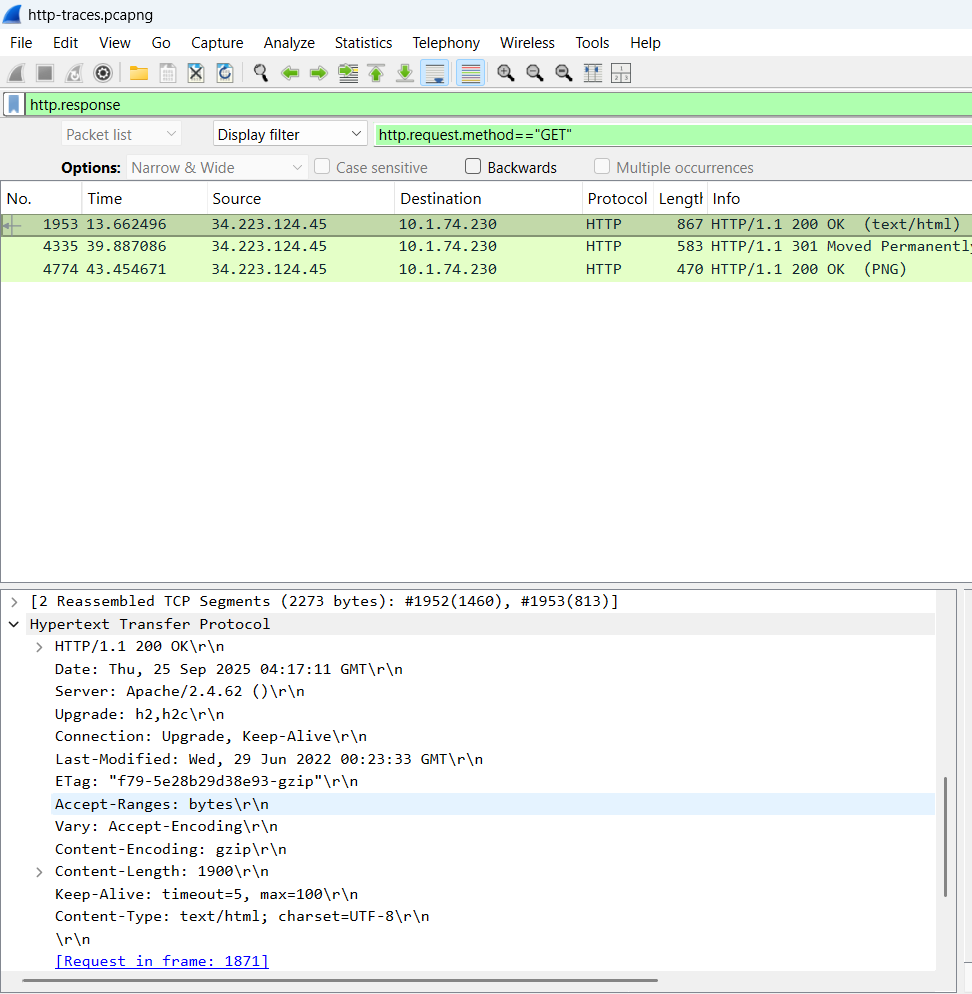 http-traces.pcapng
File Edit View Go Capture Analyze Statistics Telephony Wireless Tools Help
http.response
Packet list Display filter http.request.method=="GET"
Options: Narrow & Wide Case sensitive Backwards Multiple occurrences
No. Time Source Destination Protocol Length Info
1953 13.662496 34.223.124.45 10.1.74.230 HTTP 867 HTTP/1.1 200 OK (text/html)
4335 39.887086 34.223.124.45 10.1.74.230 HTTP 583 HTTP/1.1 301 Moved Permanently
4774 43.454671 34.223.124.45 10.1.74.230 HTTP 470 HTTP/1.1 200 OK (PNG)
[2 Reassembled TCP Segments (2273 bytes): #1952(1460), #1953(813)]
Hypertext Transfer Protocol
HTTP/1.1 200 OK\r\n
Date: Thu, 25 Sep 2025 04:17:11 GMT\r\n
Server: Apache/2.4.62 ()\r\n
Upgrade: h2,h2c\r\n
Connection: Upgrade, Keep-Alive\r\n
Last-Modified: Wed, 29 Jun 2022 00:23:33 GMT\r\n
ETag: "f79-5e28b29d38e93-gzip"\r\n
Accept-Ranges: bytes\r\n
Vary: Accept-Encoding\r\n
Content-Encoding: gzip\r\n
Content-Length: 1900\r\n
Keep-Alive: timeout=5, max=100\r\n
Content-Type: text/html; charset=UTF-8\r\n
\r\n
[Request in frame: 1871]